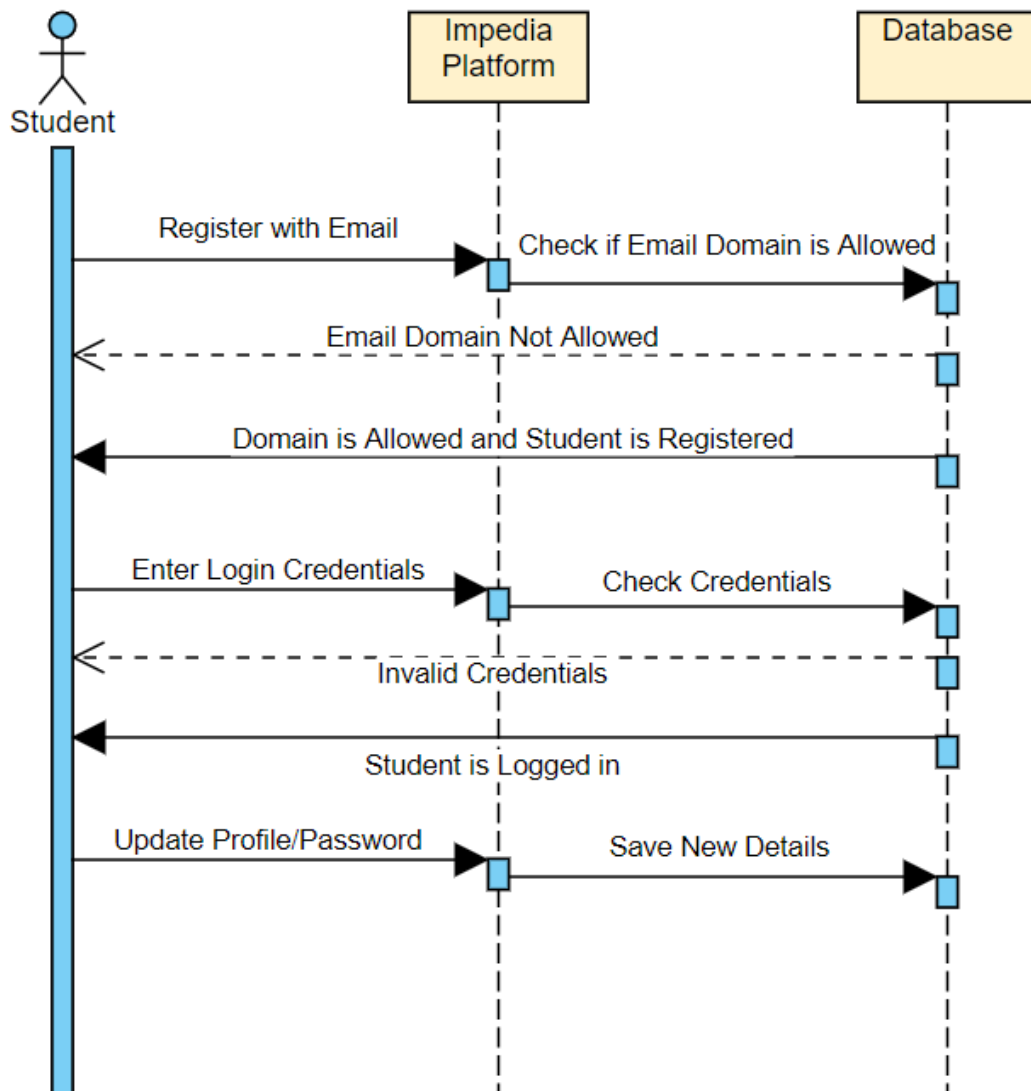 Impedia
Platform
Database
Student
Register with Email
Check if Email Domain is Allowed
Email Domain Not Allowed
Domain is Allowed and Student is Registered
Enter Login Credentials
Check Credentials
Invalid Credentials
Student is Logged in
Update Profile/Password
Save New Details